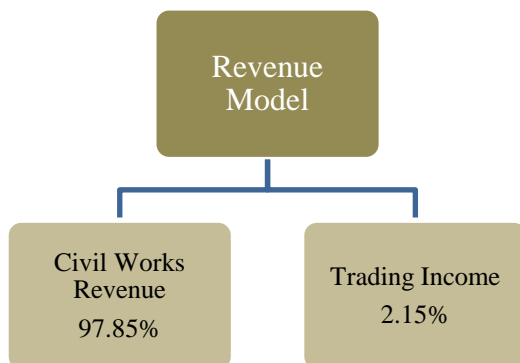 Revenue
Model
Civil Works
Revenue
97.85%
Trading Income
2.15%